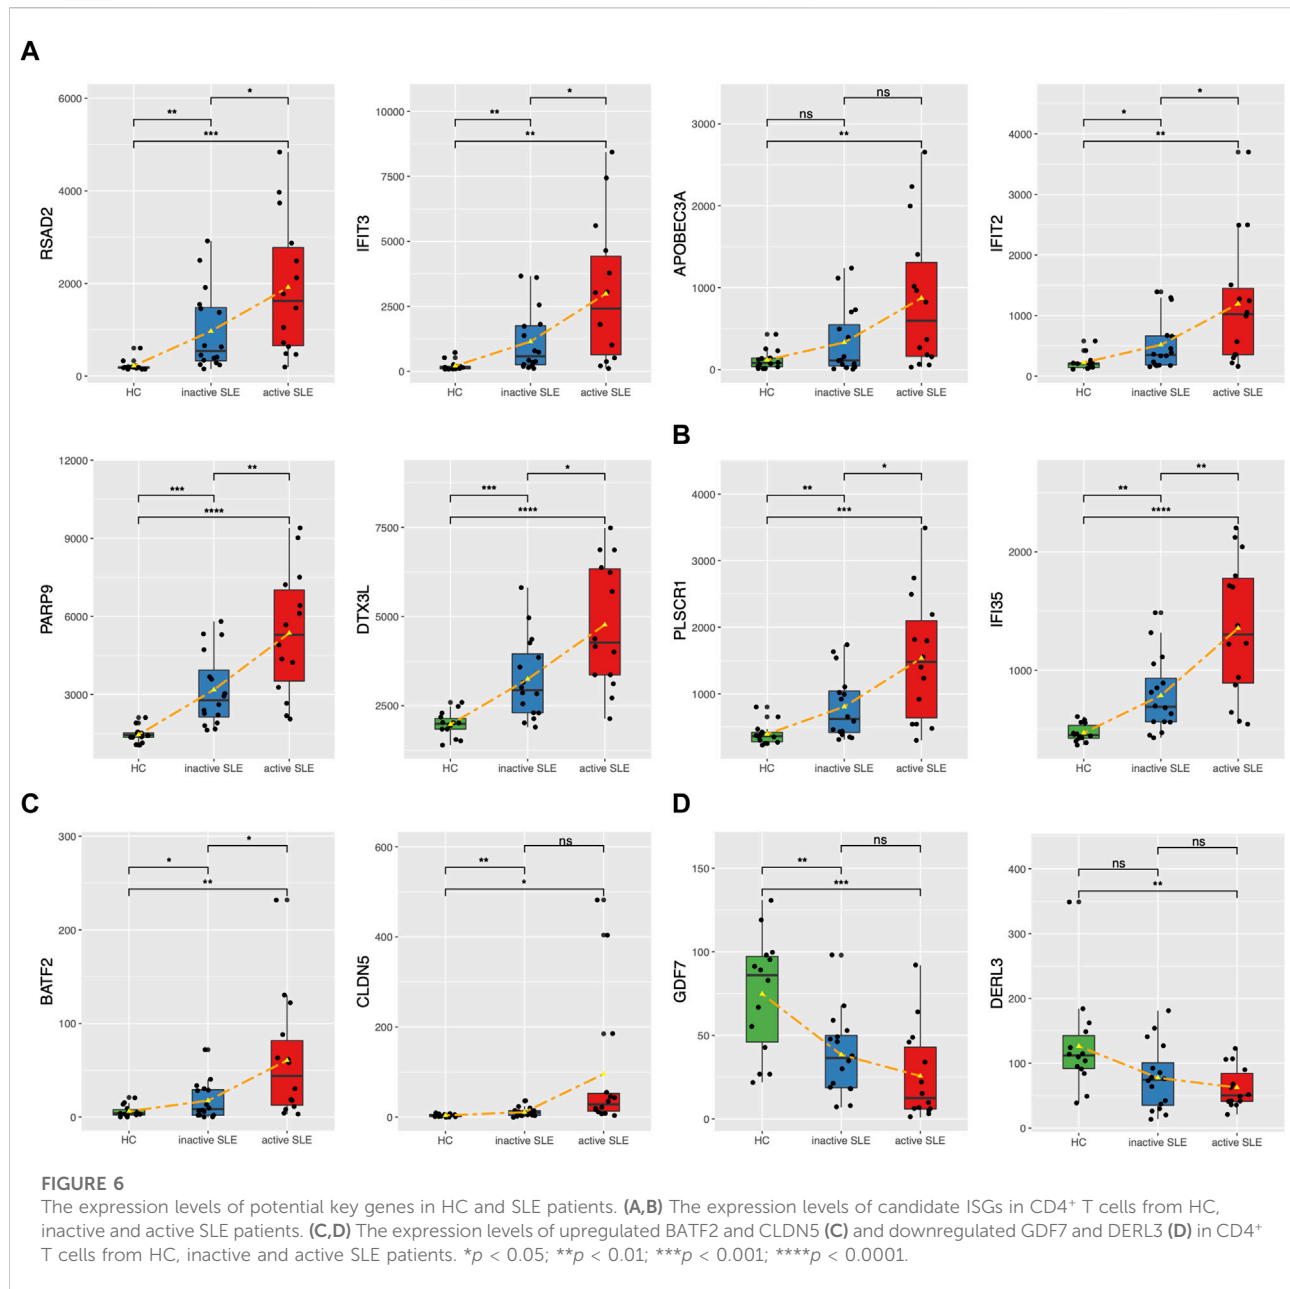 A
RSAD2
6000
4000
2000
0
**
*
***
HC
inactive SLE
active SLE
IFIT3
10000
7500
5000
2500
0
**
*
**
HC
inactive SLE
active SLE
APOBEC3A
3000
2000
1000
0
ns
ns
**
HC
inactive SLE
active SLE
IFIT2
4000
3000
2000
1000
0
*
*
**
HC
inactive SLE
active SLE
PARP9
12000
9000
6000
3000
***
**
****
HC
inactive SLE
active SLE
DTX3L
7500
5000
2500
***
*
****
HC
inactive SLE
active SLE
B
PLSCR1
4000
3000
2000
1000
**
*
***
HC
inactive SLE
active SLE
IFI35
2000
1000
**
**
****
HC
inactive SLE
active SLE
C
BATF2
300
200
100
0
*
*
**
HC
inactive SLE
active SLE
CLDN5
600
400
200
0
**
ns
*
HC
inactive SLE
active SLE
D
GDF7
150
100
50
0
**
ns
***
HC
inactive SLE
active SLE
DERL3
400
300
200
100
0
ns
ns
**
HC
inactive SLE
active SLE
FIGURE 6
The expression levels of potential key genes in HC and SLE patients. (A,B) The expression levels of candidate ISGs in CD4⁺ T cells from HC,
inactive and active SLE patients. (C,D) The expression levels of upregulated BATF2 and CLDN5 (C) and downregulated GDF7 and DERL3 (D) in CD4⁺
T cells from HC, inactive and active SLE patients. *p < 0.05; **p < 0.01; ***p < 0.001; ****p < 0.0001.